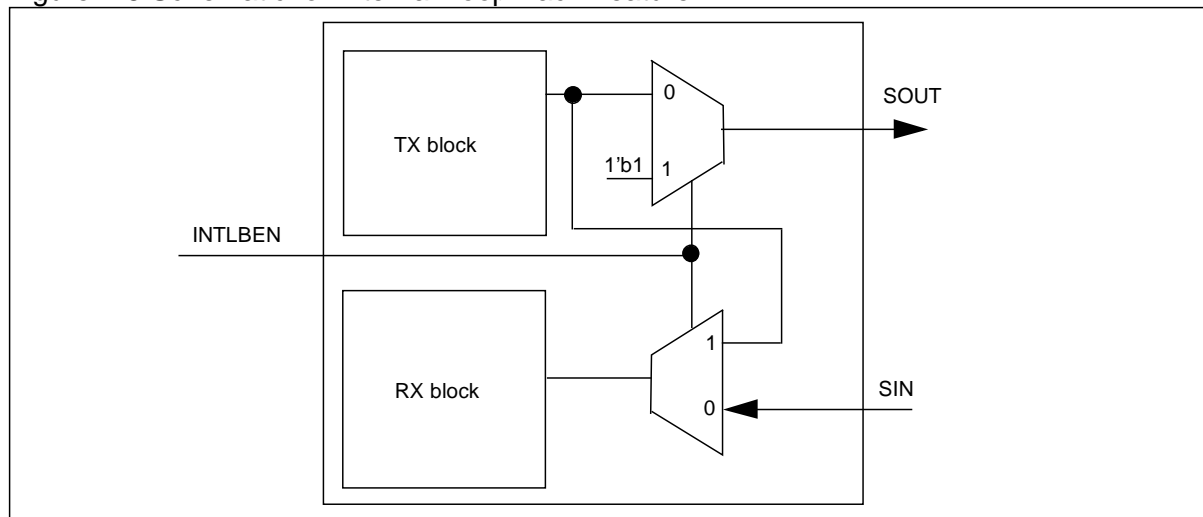 0
SOUT
TX block
1'b1
1
INTLBEN
1
RX block
0
SIN